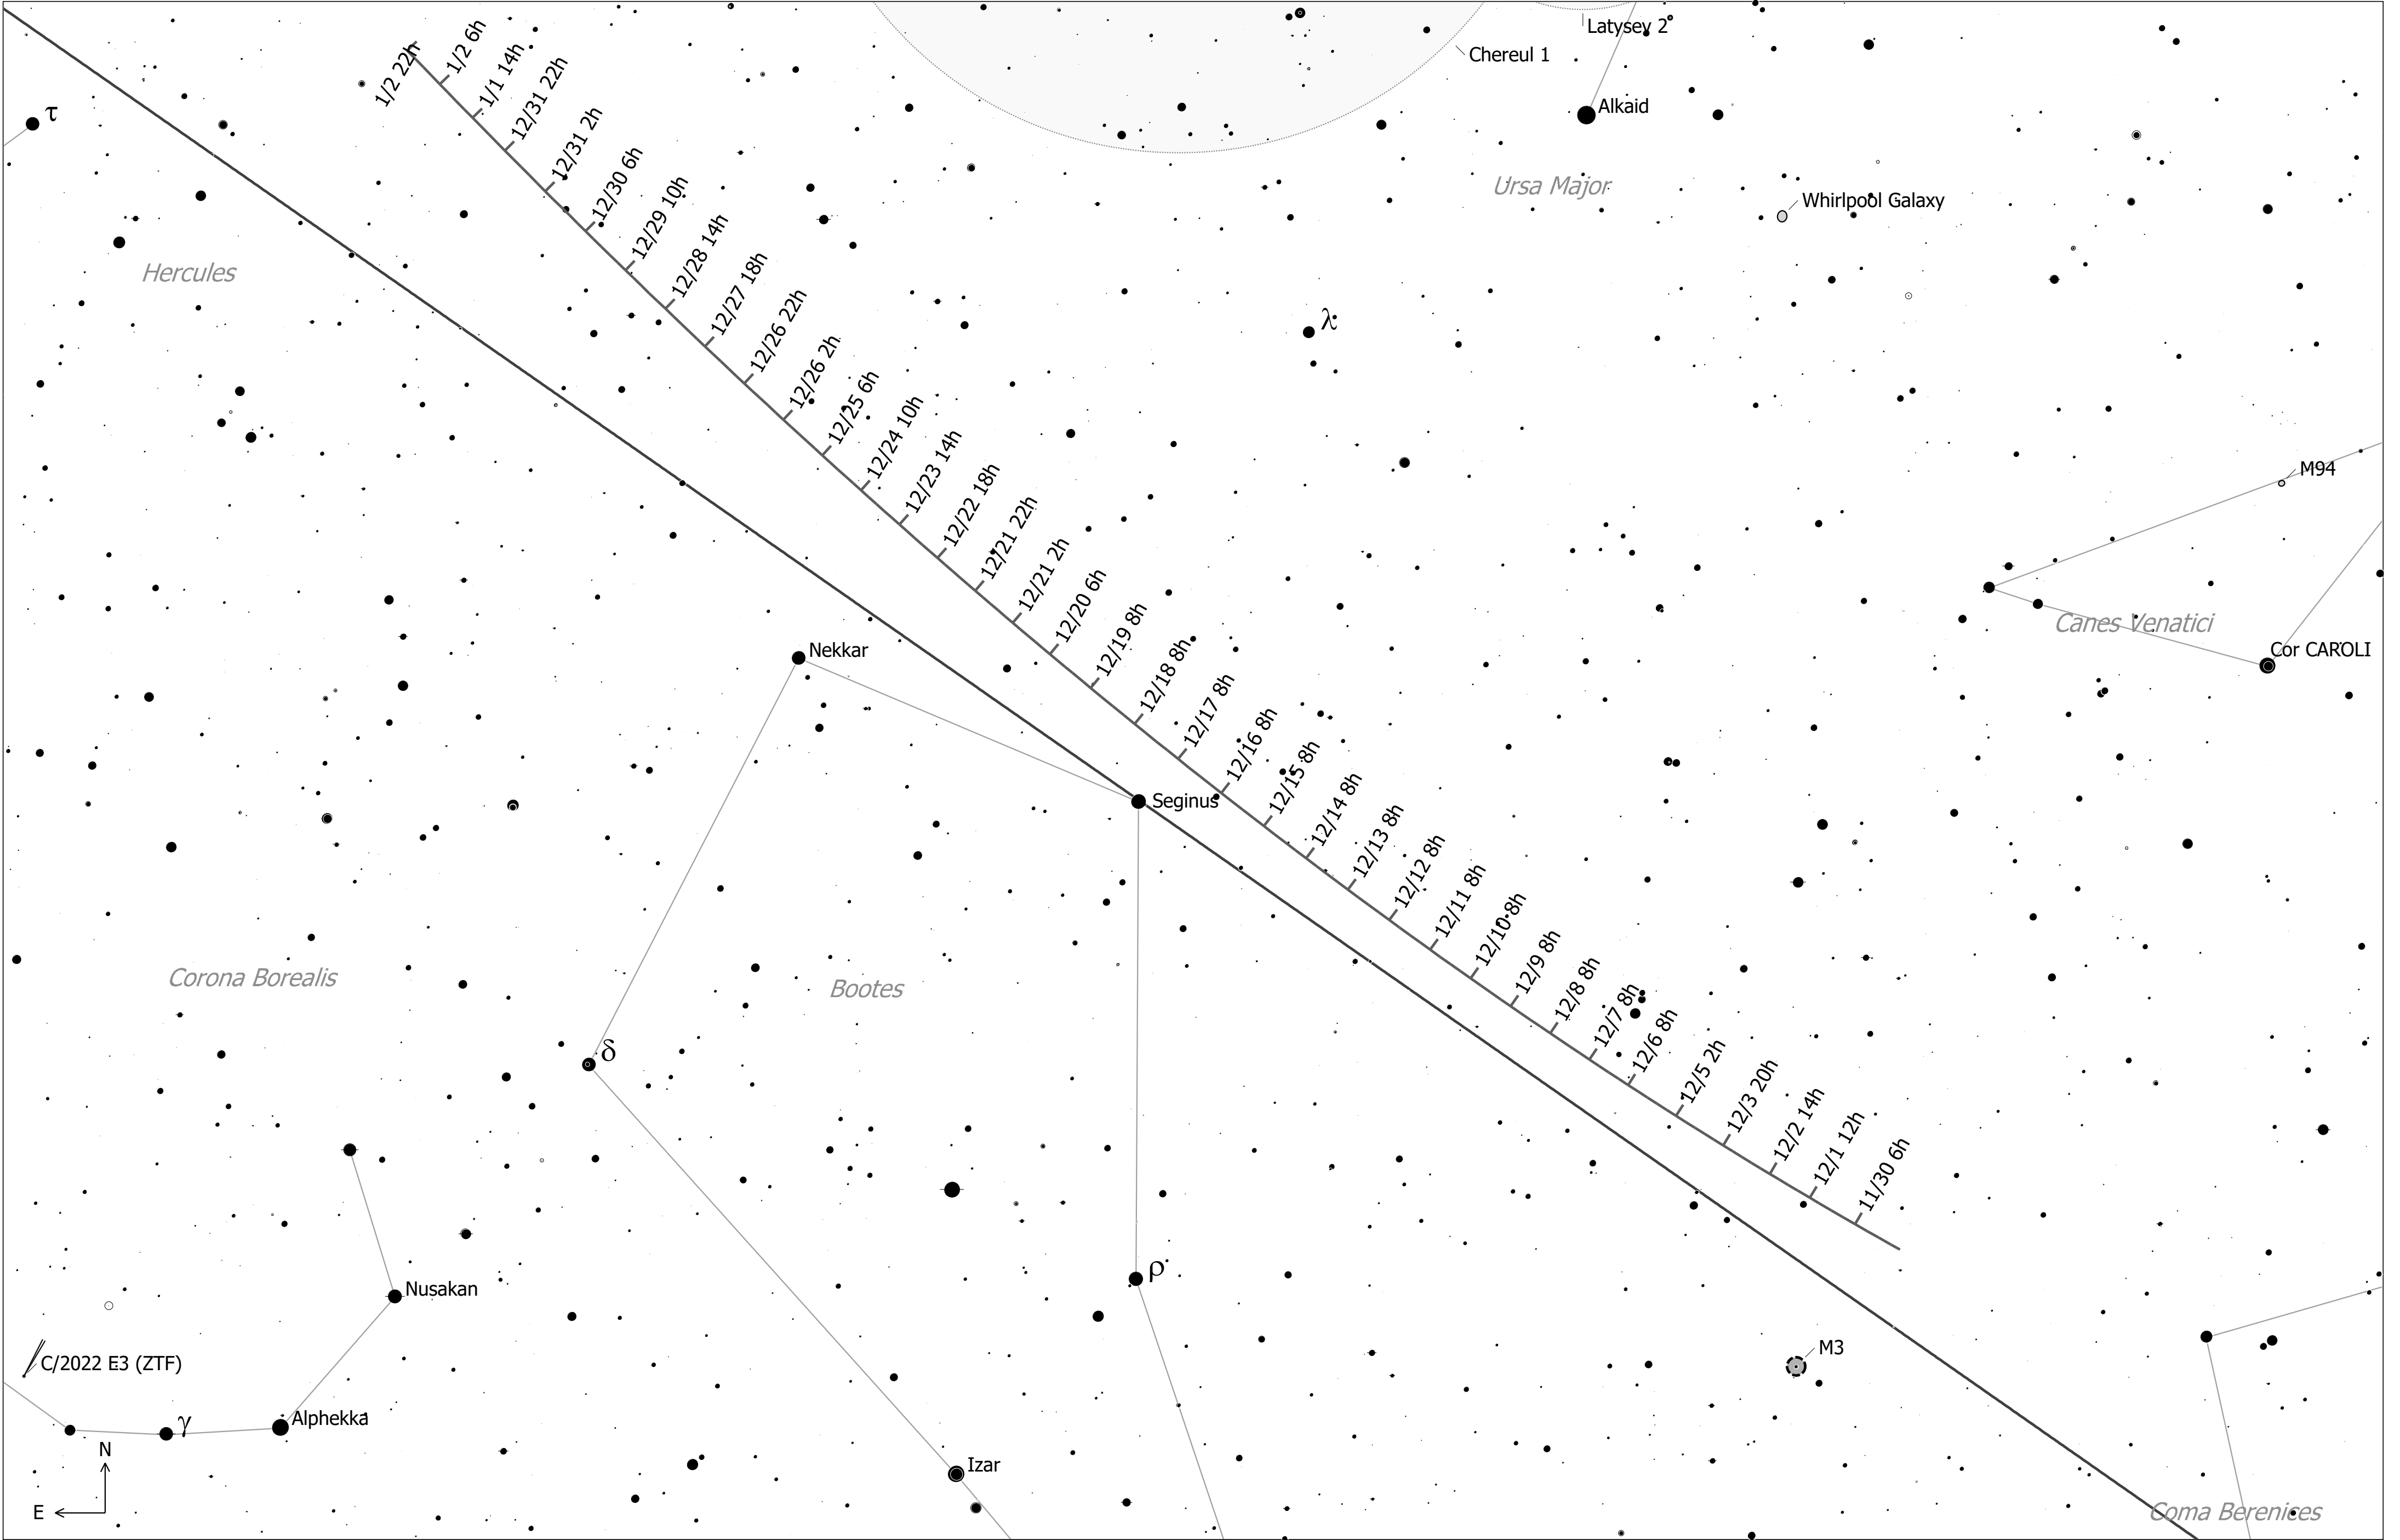 Latysev 2
Chereul 1
1/2 22h
1/2 6h
1/1 14h
12/31 22h
12/31 2h
12/30 6h
12/29 10h
12/28 14h
12/27 18h
12/26 22h
12/26 2h
12/25 6h
12/24 10h
12/23 14h
12/22 18h
12/21 22h
12/21 2h
12/20 6h
12/19 8h
12/18 8h
12/17 8h
12/16 8h
12/15 8h
12/14 8h
12/13 8h
12/12 8h
12/11 8h
12/10 8h
12/9 8h
12/8 8h
12/7 8h
12/6 8h
12/5 2h
12/3 20h
12/2 14h
12/1 12h
11/30 6h
τ
Alkaid
Ursa Major
Whirlpool Galaxy
Hercules
λ
M94
Canes Venatici
Cor CAROLI
Nekkar
Seginus
Corona Borealis
Bootes
δ
ρ
Nusakan
M3
C/2022 E3 (ZTF)
γ
Alphekka
N
Izar
E
Coma Berenices